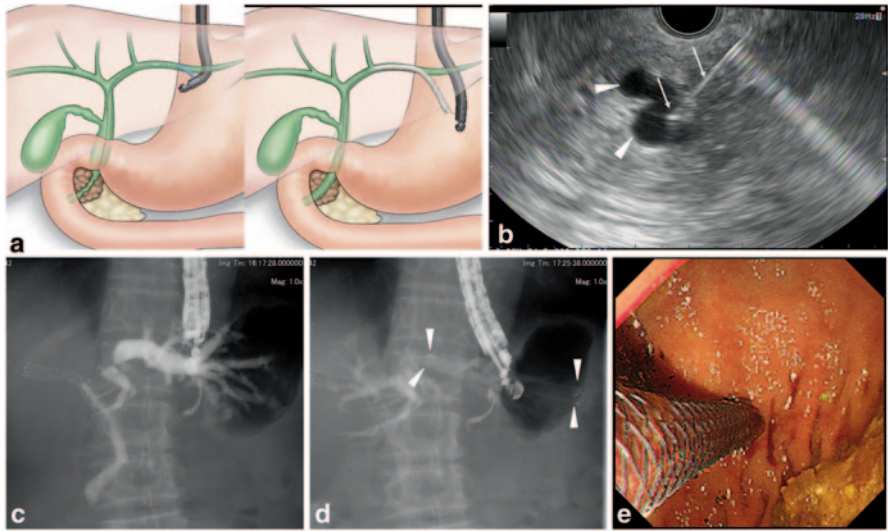 a
29Hz
b
Img Tm: 16:17:28.000000
Mag: 1.0x
c
Img Tm: 17:25:38.000000
Mag: 1.0x
d
e